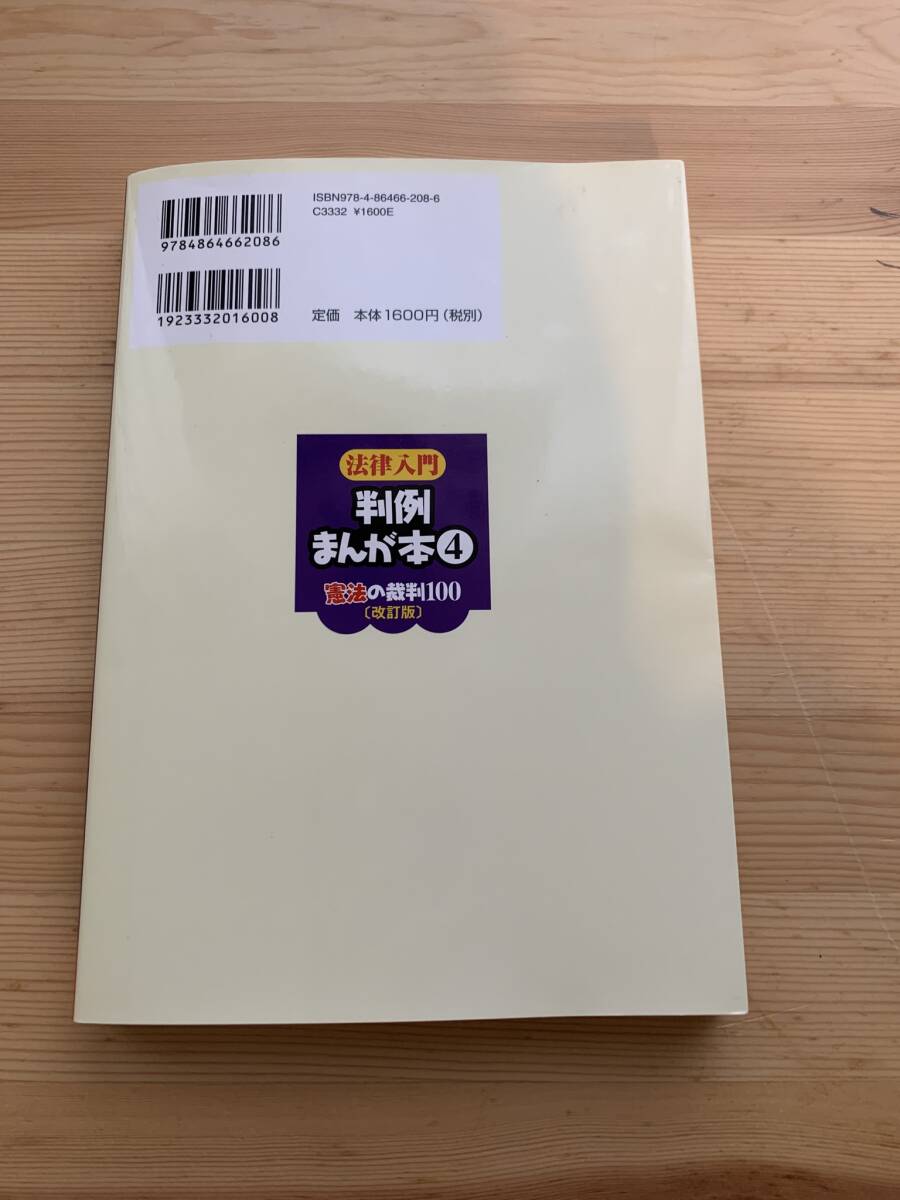 ISBN978-4-86466-208-6
C3332 ¥1600E
9784864662086
1923332016008
定価 本体1600円(税別)
法律入門
判例
まんが本④
憲法の裁判100
〔改訂版〕